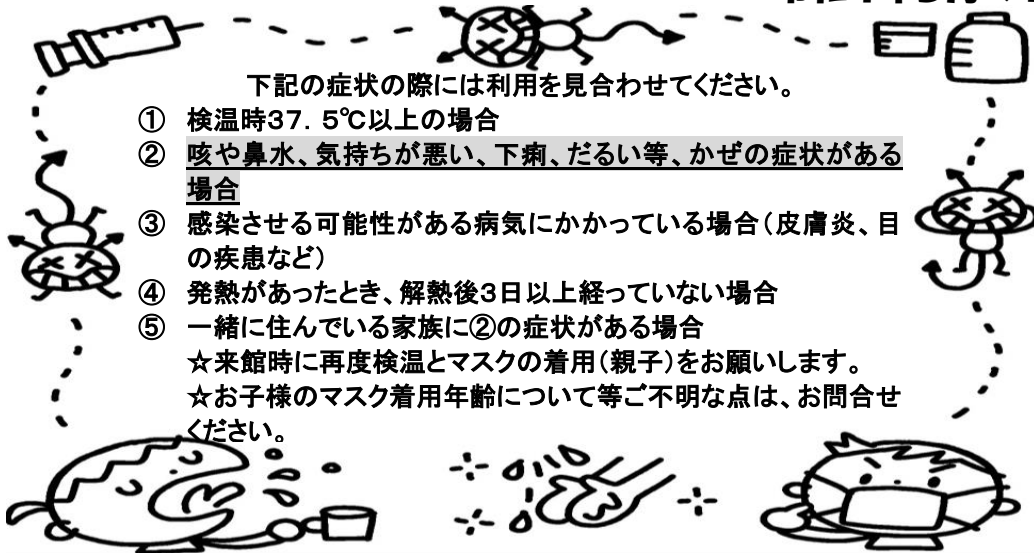 下記の症状の際には利用を見合わせてください。
① 検温時37.5℃以上の場合
② 咳や鼻水、気持ちが悪い、下痢、だるい等、かぜの症状がある
場合
③ 感染させる可能性がある病気にかかっている場合(皮膚炎、目
の疾患など)
④ 発熱があったとき、解熱後3日以上経っていない場合
⑤ 一緒に住んでいる家族に②の症状がある場合
☆来館時に再度検温とマスクの着用(親子)をお願いします。
☆お子様のマスク着用年齢について等ご不明な点は、お問合せ
ください。